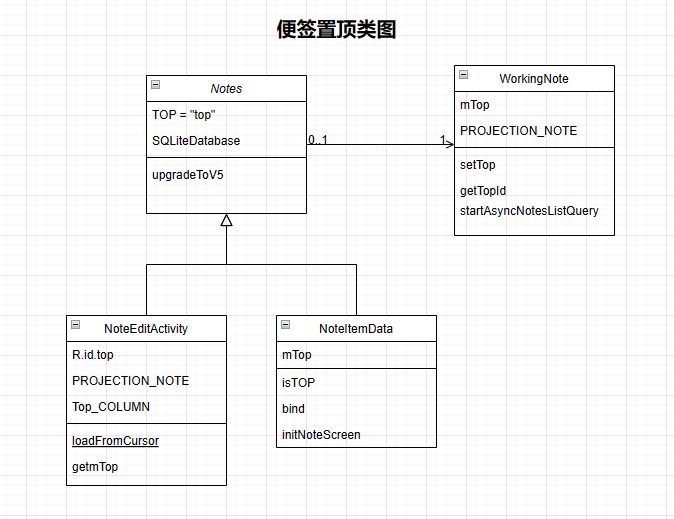 便签置顶类图
Notes
TOP = "top"
SQLiteDatabase
upgradeToV5
0..1
1
WorkingNote
mTop
PROJECTION_NOTE
setTop
getTopId
startAsyncNotesListQuery
NoteEditActivity
R.id.top
PROJECTION_NOTE
Top_COLUMN
loadFromCursor
getmTop
NoteItemData
mTop
isTOP
bind
initNoteScreen